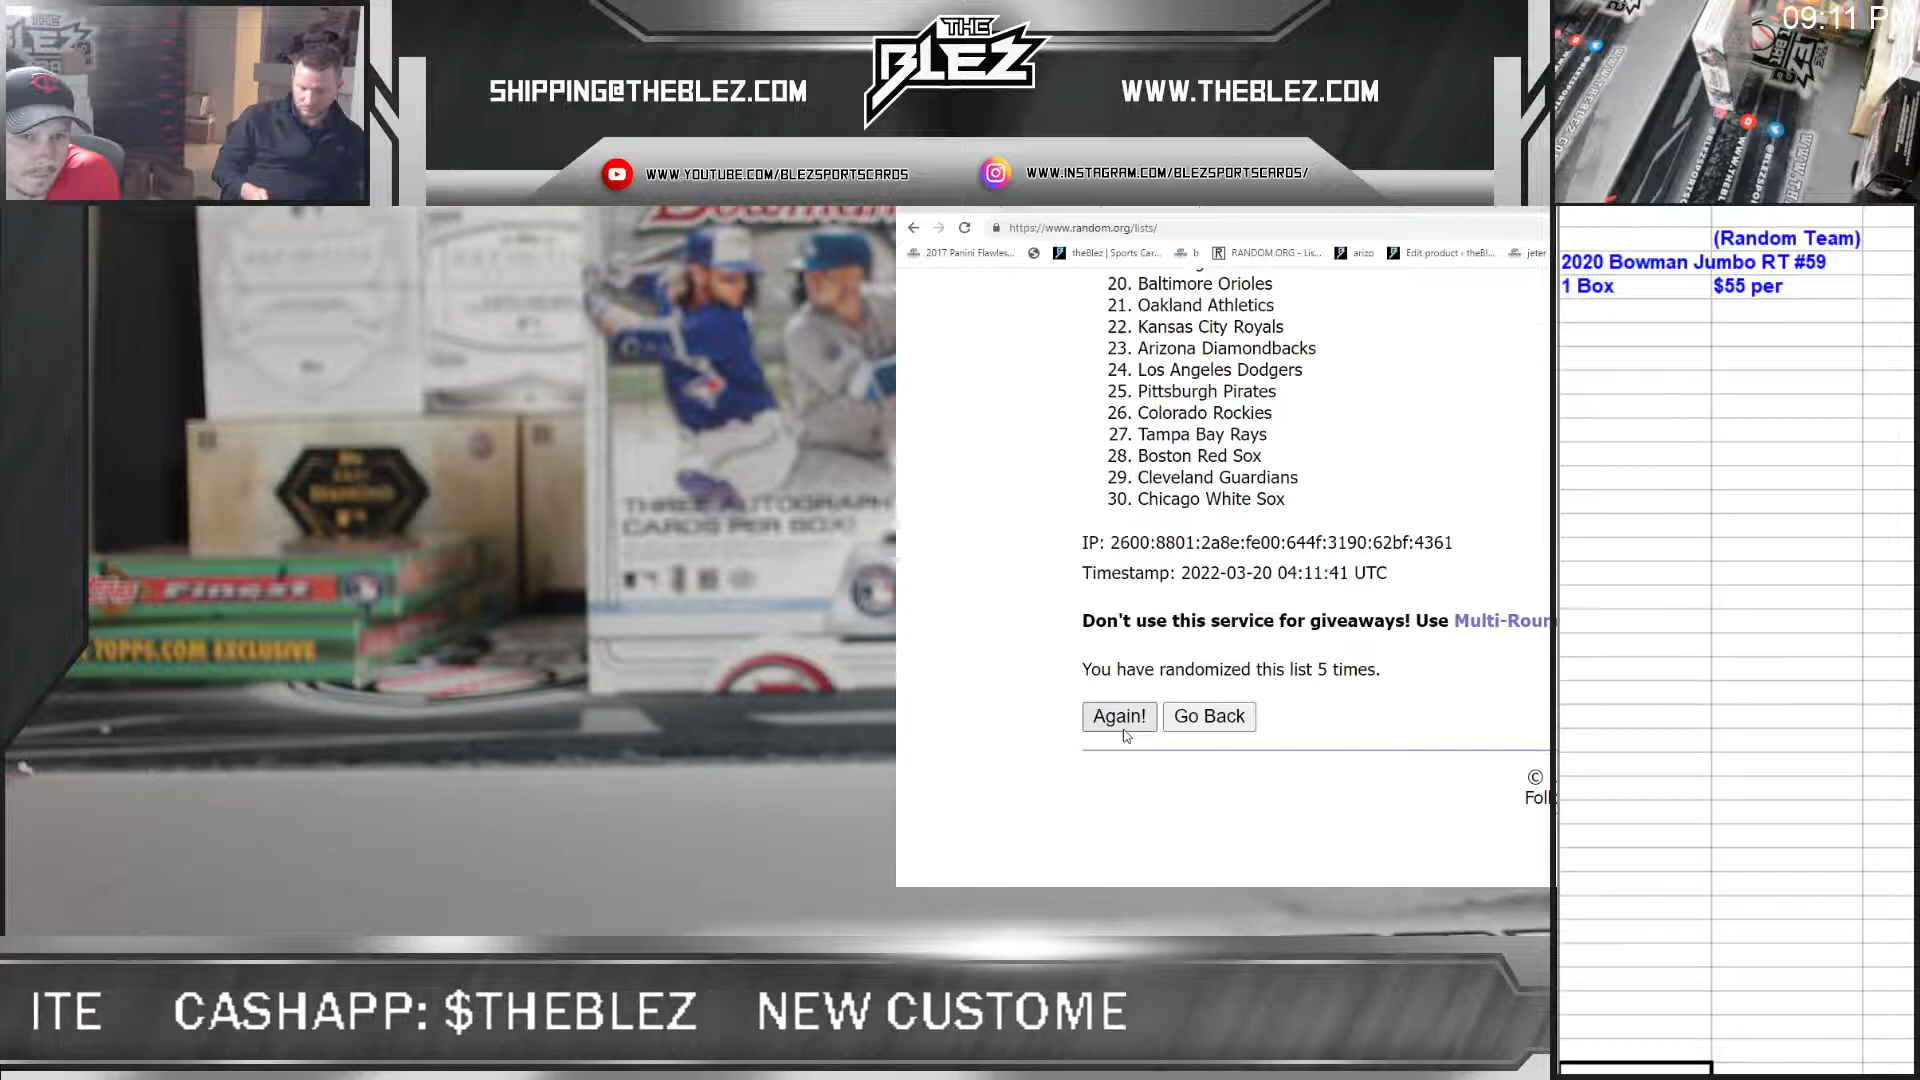 09:11 P
THE
BLEZ
SHIPPING@THEBLEZ.COM
WWW.THEBLEZ.COM
WWW.YOUTUBE.COM/BLEZSPORTSCARDS
WWW.INSTAGRAM.COM/BLEZSPORTSCARDS/
https://www.random.org/lists/
2017 Panini Flawles...
theBlez | Sports Car...
b
RANDOM.ORG - Lis...
arizo
Edit product ‹ theBl...
jeter
20. Baltimore Orioles
21. Oakland Athletics
22. Kansas City Royals
23. Arizona Diamondbacks
24. Los Angeles Dodgers
25. Pittsburgh Pirates
26. Colorado Rockies
27. Tampa Bay Rays
28. Boston Red Sox
29. Cleveland Guardians
30. Chicago White Sox
IP: 2600:8801:2a8e:fe00:644f:3190:62bf:4361
Timestamp: 2022-03-20 04:11:41 UTC
Don't use this service for giveaways! Use Multi-Roun
You have randomized this list 5 times.
Again! Go Back
©
Foll
(Random Team)
2020 Bowman Jumbo RT #59
1 Box $55 per
Bowman
THREE AUTOGRAPH
CARDS PER BOX!
DIAMOND
Finest
TOPPS.COM EXCLUSIVE
ITE CASHAPP: $THEBLEZ NEW CUSTOME